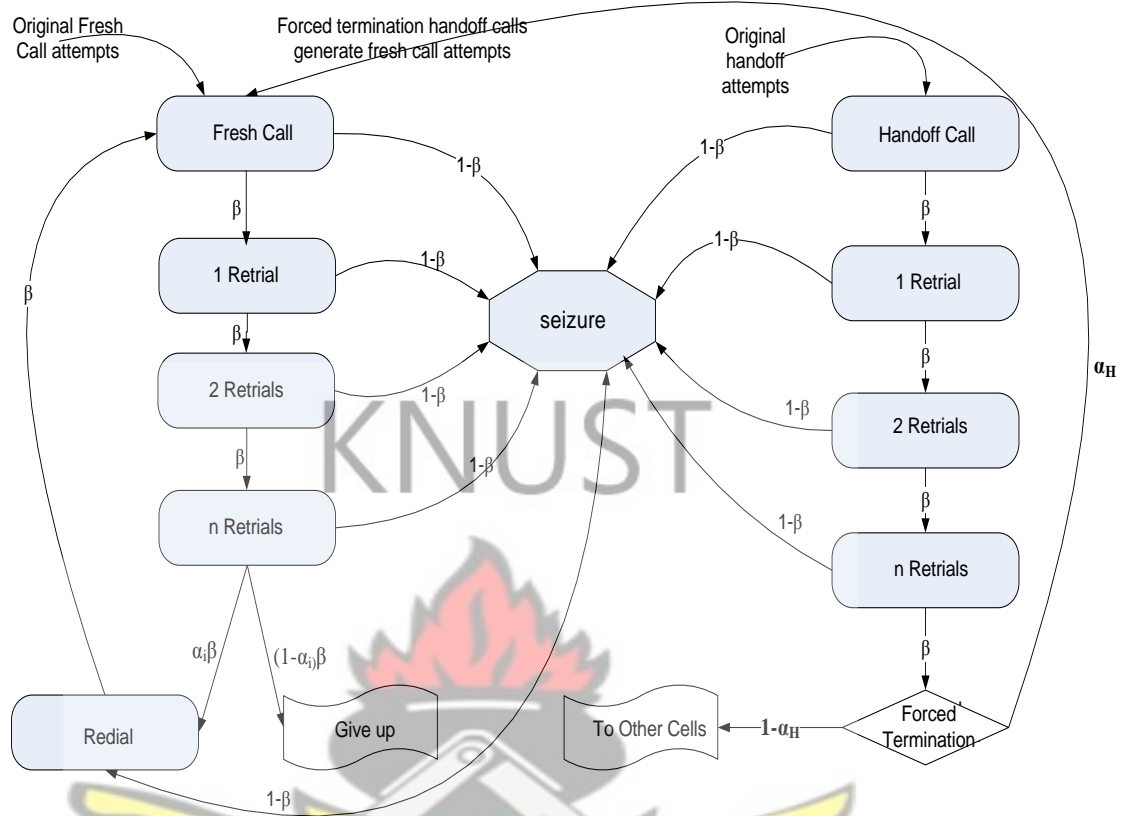 Original Fresh
Call attempts
Forced termination handoff calls
generate fresh call attempts
Original
handoff
attempts
Fresh Call
Handoff Call
1-β
1-β
β
β
1 Retrial
1-β
1-β
1 Retrial
β
seizure
β
β
αH
2 Retrials
1-β
1-β
2 Retrials
KNUST
β
1-β
β
n Retrials
1-β
n Retrials
αiβ
(1-αi)β
β
Redial
Give up
To Other Cells
1-αH
Forced
Termination
1-β